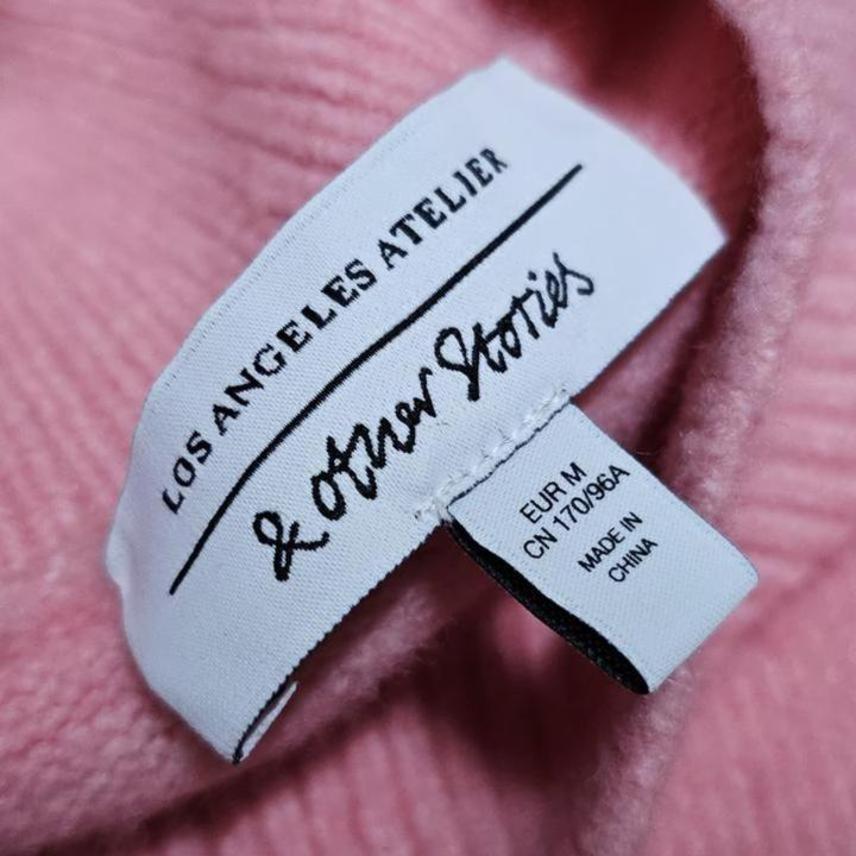 LOS ANGELES ATELIER
& other Stories
EUR M
CN 170/96A
MADE IN
CHINA